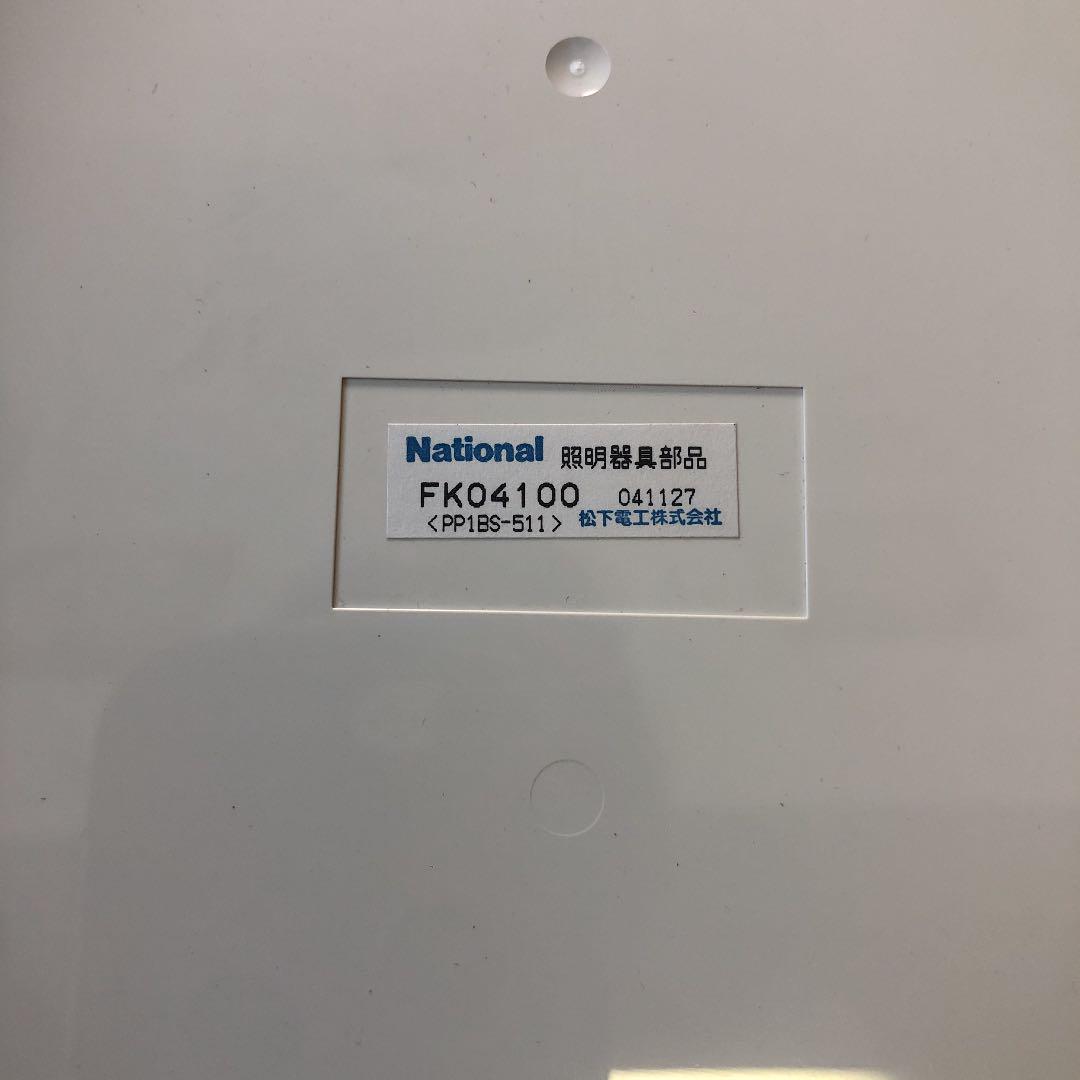 National 照明器具部品
FK04100 041127
<PP1BS-511> 松下電工株式会社